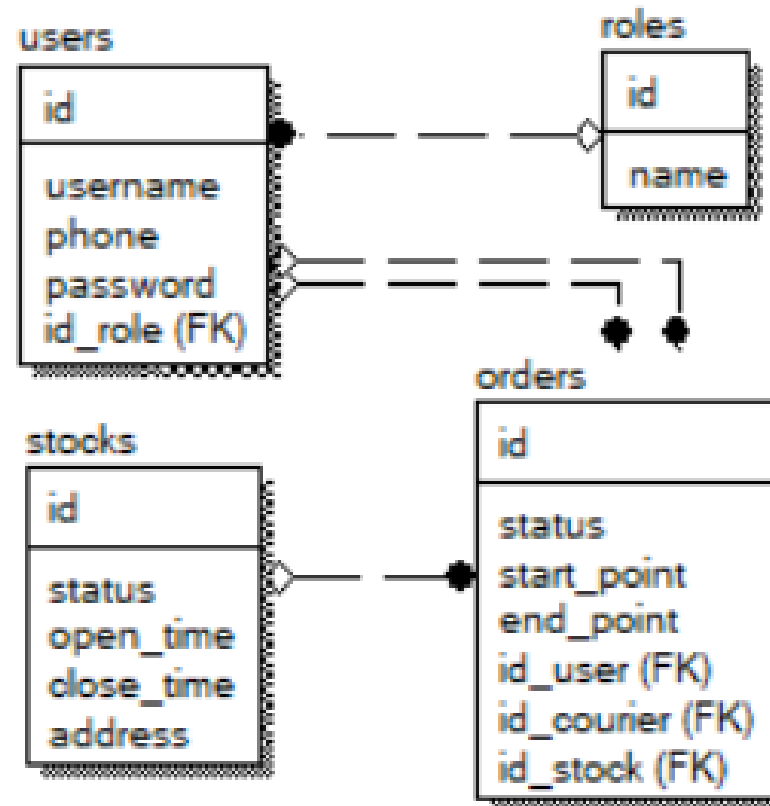 users
id
username
phone
password
id_role (FK)
roles
id
name
stocks
id
status
open_time
close_time
address
orders
id
status
start_point
end_point
id_user (FK)
id_courier (FK)
id_stock (FK)